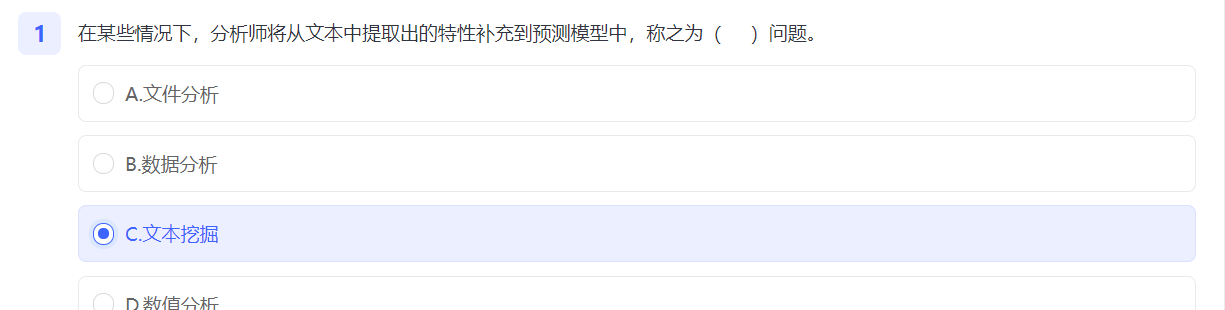 1
在某些情况下，分析师将从文本中提取出的特性补充到预测模型中，称之为（ ）问题。
A.文件分析
B.数据分析
C.文本挖掘
D.数值分析